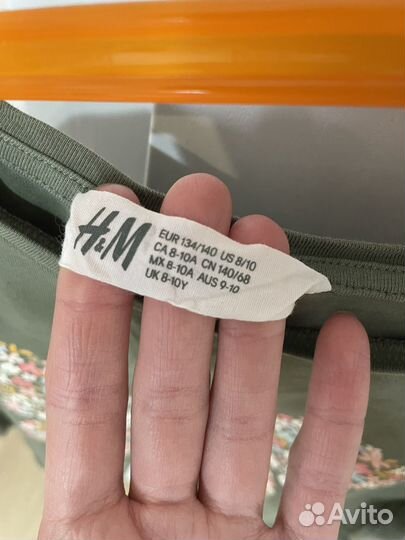 H&M
EUR 134/140 US 8/10
CA 8-10A CN 140/68
MX 8-10A AUS 9-10
UK 8-10Y
Avito